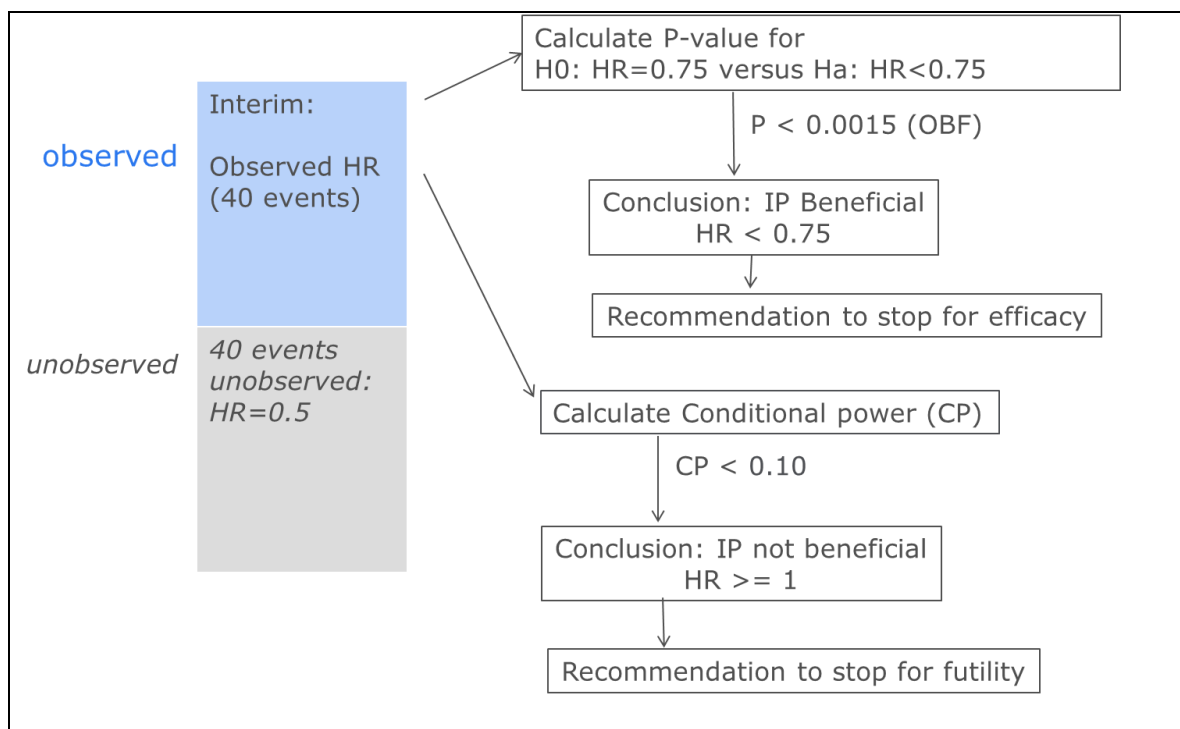 observed
Interim:
Observed HR
(40 events)
unobserved
40 events
unobserved:
HR=0.5
Calculate P-value for
H0: HR=0.75 versus Ha: HR<0.75
P < 0.0015 (OBF)
Conclusion: IP Beneficial
HR < 0.75
Recommendation to stop for efficacy
Calculate Conditional power (CP)
CP < 0.10
Conclusion: IP not beneficial
HR >= 1
Recommendation to stop for futility